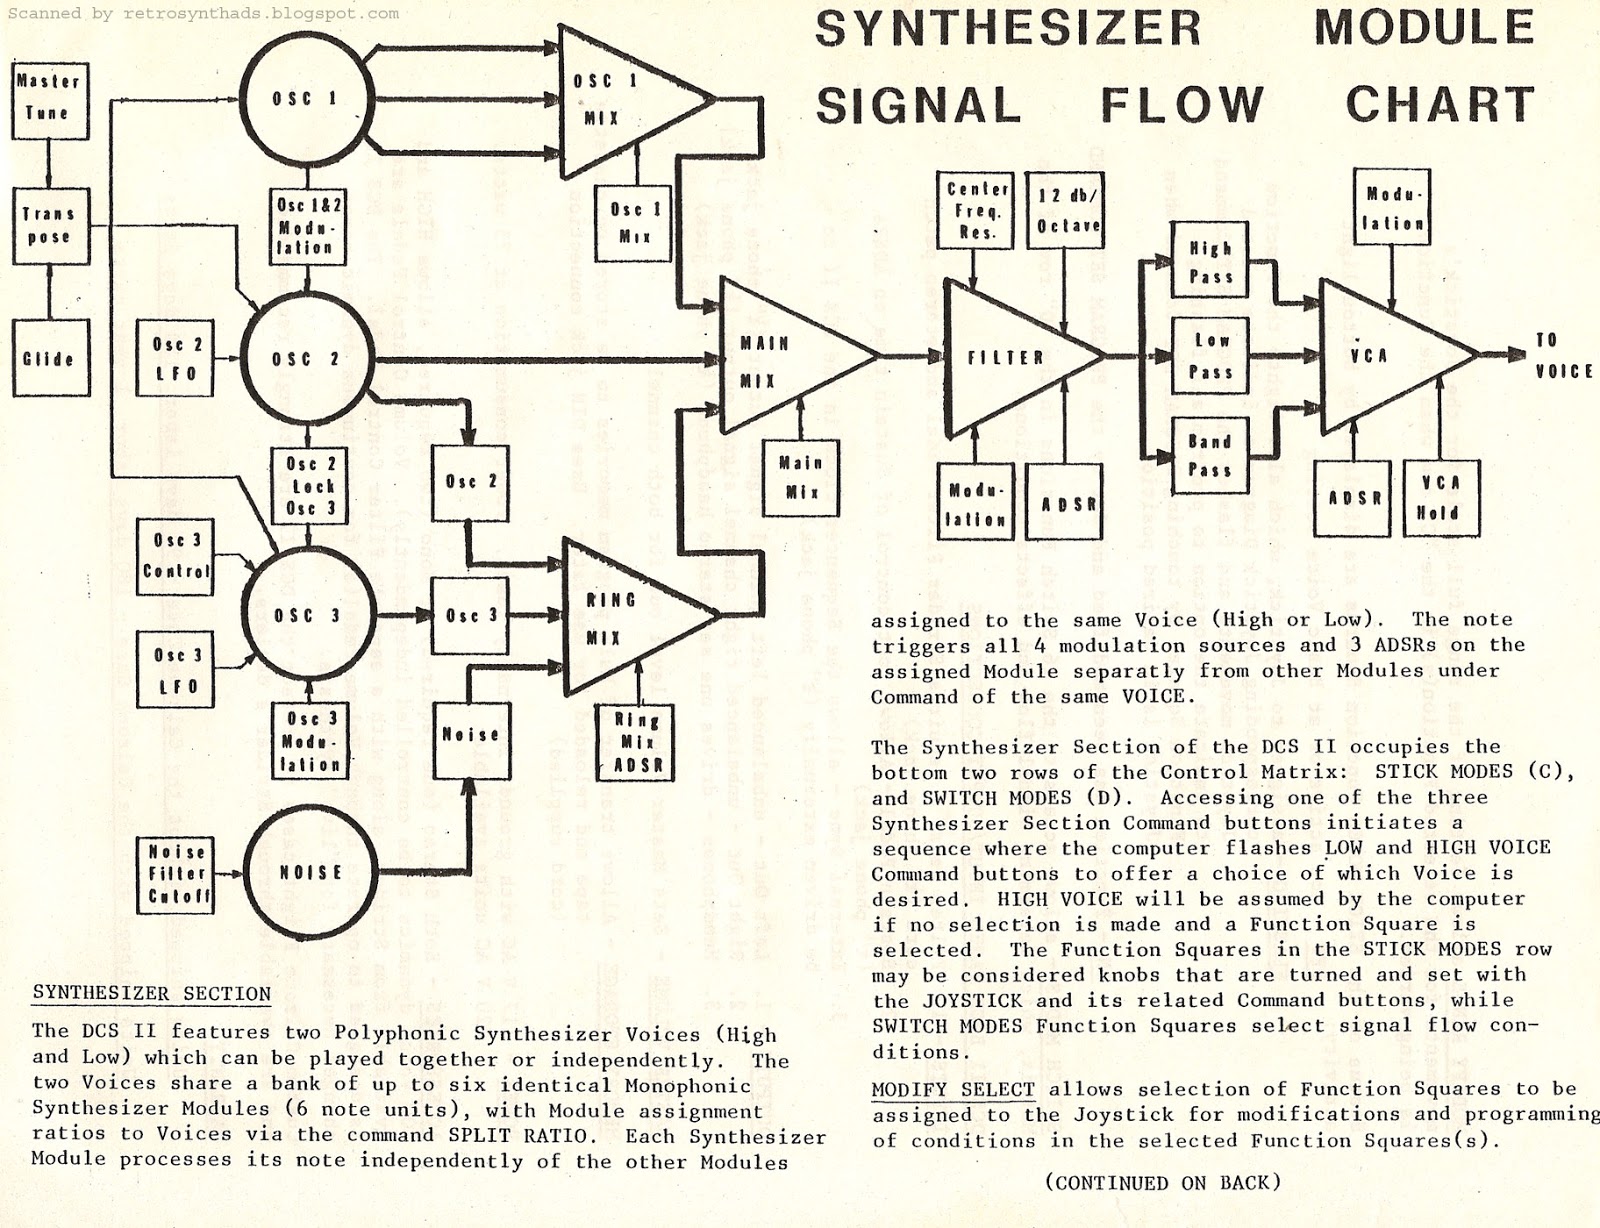 Scanned by retrosynthads.blogspot.com
SYNTHESIZER MODULE
SIGNAL FLOW CHART
Master
Tune
Trans
pose
Glide
OSC 1
OSC 1
MIX
Osc 1
Mix
Osc 1&2
Modu-
lation
Osc 2
LFO
OSC 2
Osc 2
Lock
Osc 3
Osc 2
Osc 3
Control
Osc 3
LFO
OSC 3
Osc 3
RING
MIX
Osc 3
Modu-
lation
Noise
Ring
Mix
ADSR
Noise
Filter
Cutoff
NOISE
MAIN
MIX
Main
Mix
Center
Freq.
Res.
12 db/
Octave
FILTER
Modu-
lation
ADSR
High
Pass
Low
Pass
Band
Pass
Modu-
lation
VCA
ADSR
VCA
Hold
TO
VOICE
SYNTHESIZER SECTION
The DCS II features two Polyphonic Synthesizer Voices (High
and Low) which can be played together or independently. The
two Voices share a bank of up to six identical Monophonic
Synthesizer Modules (6 note units), with Module assignment
ratios to Voices via the command SPLIT RATIO. Each Synthesizer
Module processes its note independently of the other Modules
assigned to the same Voice (High or Low). The note
triggers all 4 modulation sources and 3 ADSRs on the
assigned Module separatly from other Modules under
Command of the same VOICE.
The Synthesizer Section of the DCS II occupies the
bottom two rows of the Control Matrix: STICK MODES (C),
and SWITCH MODES (D). Accessing one of the three
Synthesizer Section Command buttons initiates a
sequence where the computer flashes LOW and HIGH VOICE
Command buttons to offer a choice of which Voice is
desired. HIGH VOICE will be assumed by the computer
if no selection is made and a Function Square is
selected. The Function Squares in the STICK MODES row
may be considered knobs that are turned and set with
the JOYSTICK and its related Command buttons, while
SWITCH MODES Function Squares select signal flow con-
ditions.
MODIFY SELECT allows selection of Function Squares to be
assigned to the Joystick for modifications and programming
of conditions in the selected Function Squares(s).
(CONTINUED ON BACK)